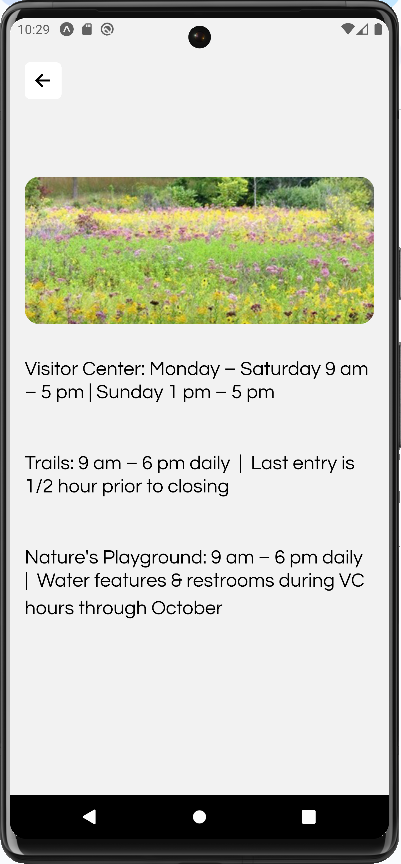 10:29
Visitor Center: Monday – Saturday 9 am
– 5 pm | Sunday 1 pm – 5 pm
Trails: 9 am – 6 pm daily  |  Last entry is
1/2 hour prior to closing
Nature's Playground: 9 am – 6 pm daily
|  Water features & restrooms during VC
hours through October